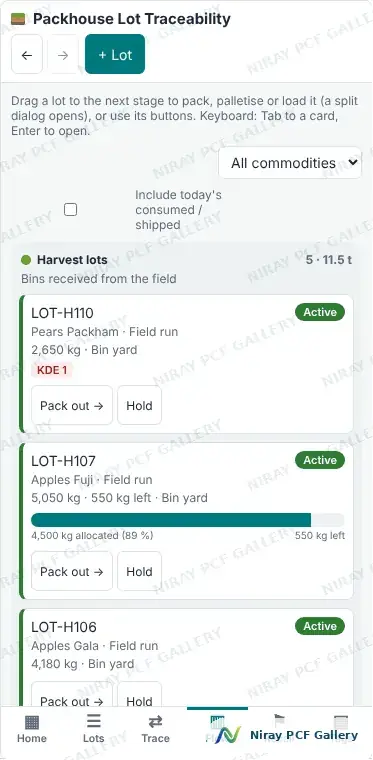 Packhouse Lot Traceability
← → + Lot
Drag a lot to the next stage to pack, palletise or load it (a split
dialog opens), or use its buttons. Keyboard: Tab to a card,
Enter to open.
All commodities
Include today's
consumed /
shipped
Harvest lots 5 · 11.5 t
Bins received from the field
LOT-H110 Active
Pears Packham · Field run
2,650 kg · Bin yard
KDE 1
Pack out → Hold
LOT-H107 Active
Apples Fuji · Field run
5,050 kg · 550 kg left · Bin yard
4,500 kg allocated (89 %) 550 kg left
Pack out → Hold
LOT-H106 Active
Apples Gala · Field run
4,180 kg · Bin yard
Pack out → Hold
Home Lots Trace
Niray PCF Gallery
NIRAY PCF GALLERY